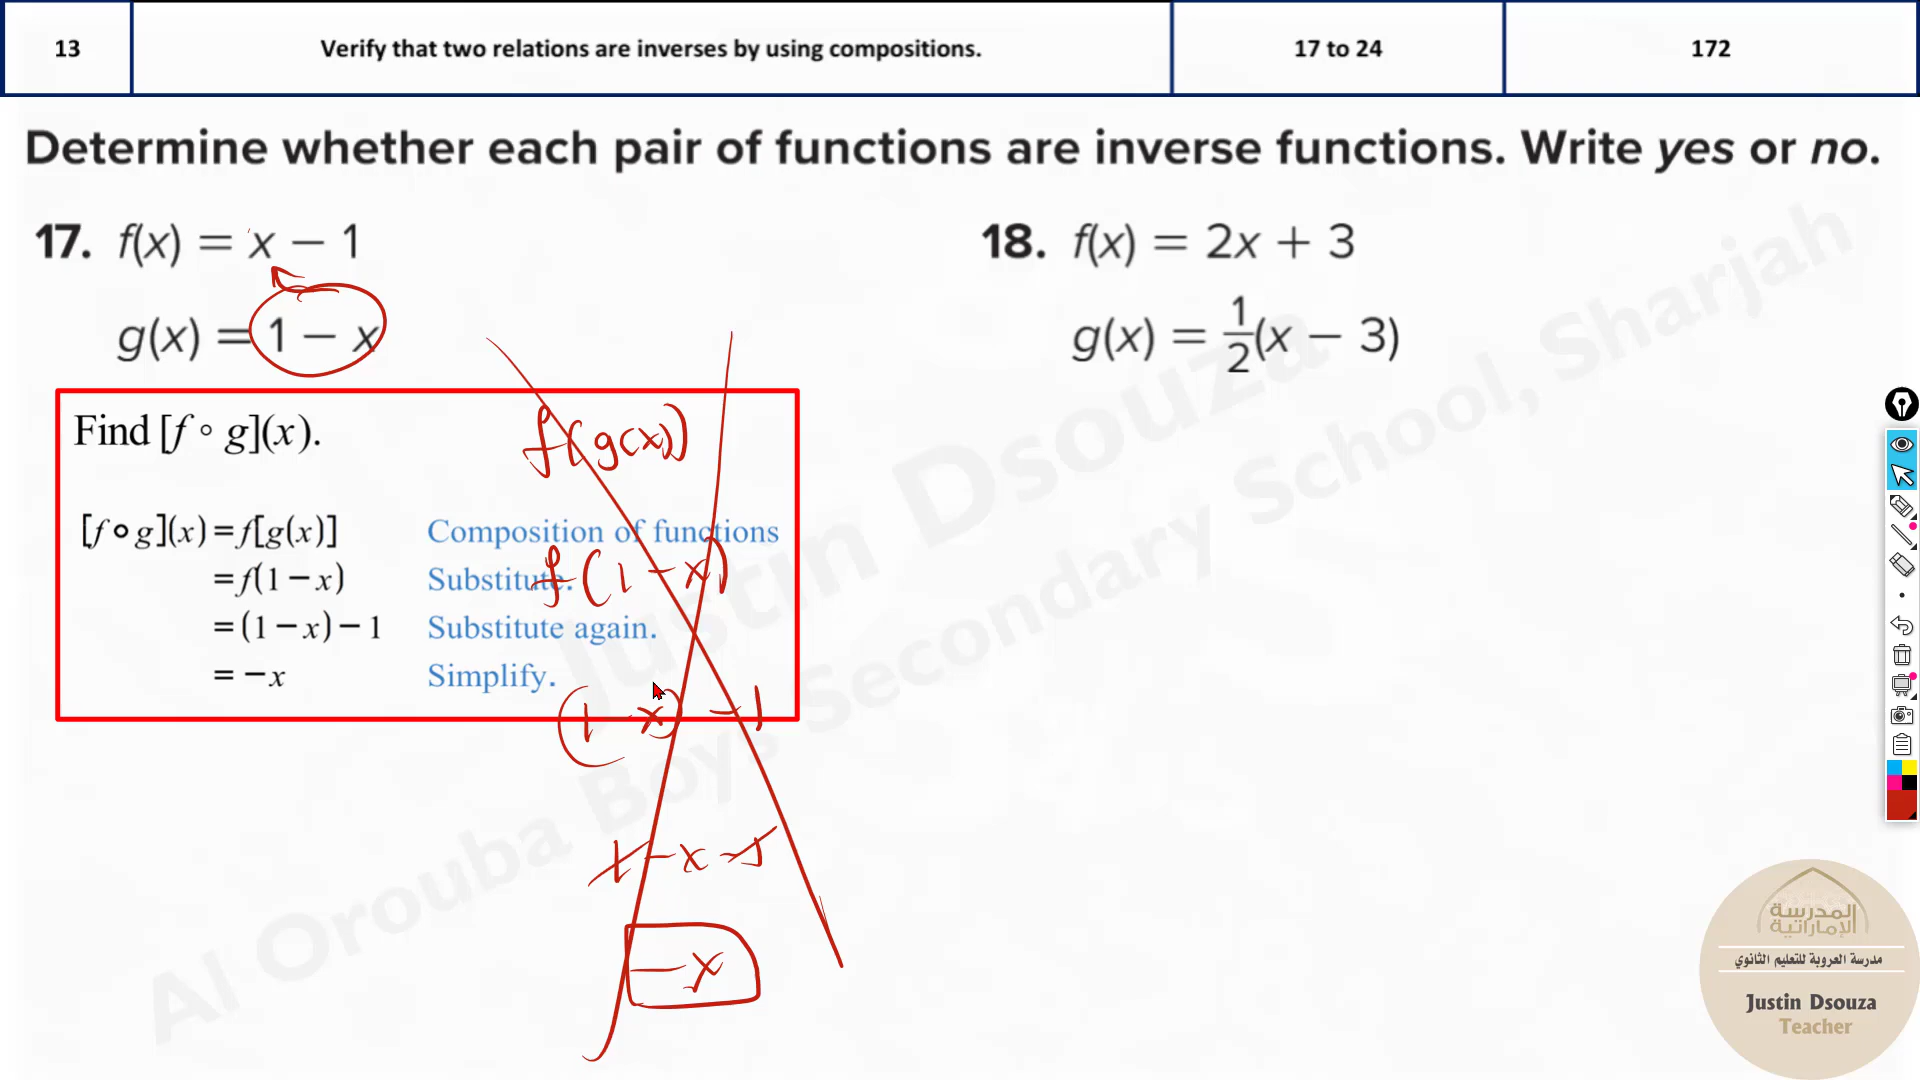 13
Verify that two relations are inverses by using compositions.
17 to 24
172
Determine whether each pair of functions are inverse functions. Write yes or no.
17. f(x) = x − 1
g(x) = 1 − x
18. f(x) = 2x + 3
g(x) = 1/2(x − 3)
Find [f ∘ g](x).
[f ∘ g](x) = f[g(x)] Composition of functions
= f(1 − x) Substitute.
= (1 − x) − 1 Substitute again.
= −x Simplify.
f(g(x))
f(1 − x)
(1 − x) − 1
1 − x − 1
− x
Justin Dsouza
Al Orouba Boys Secondary School, Sharjah
المدرسة
الإماراتية
مدرسة العروبة للتعليم الثانوي
Justin Dsouza
Teacher